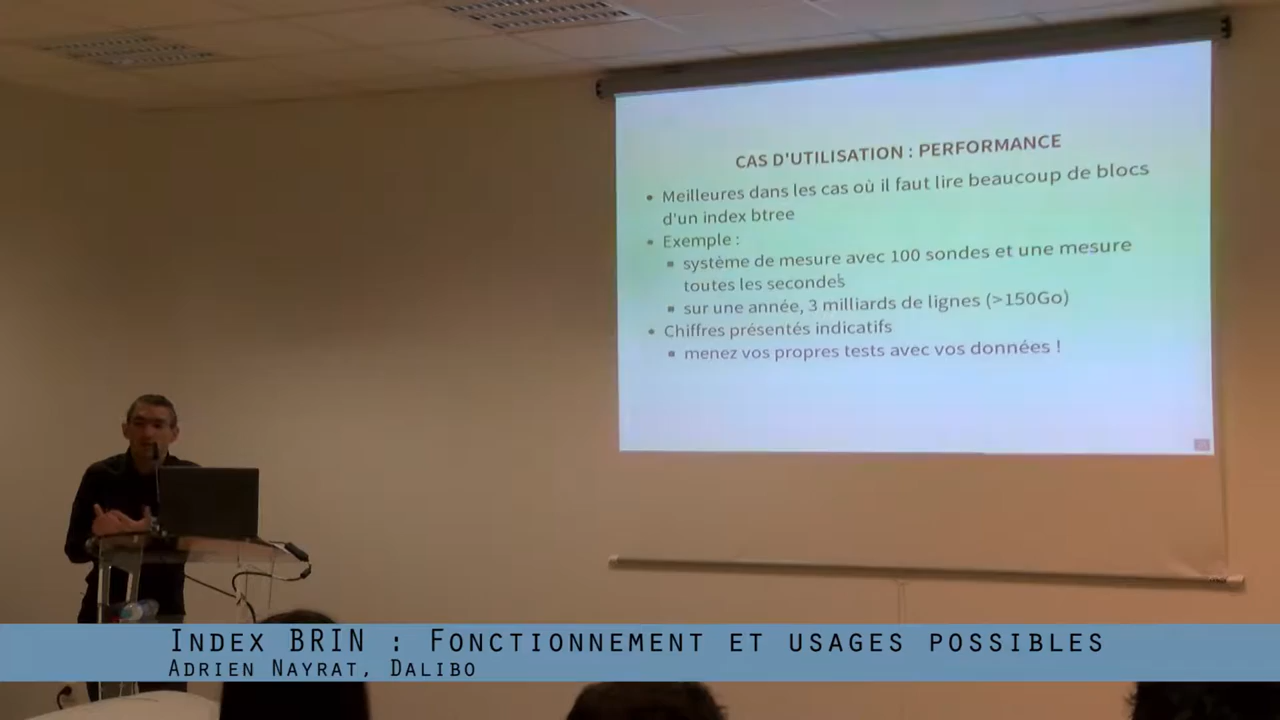 CAS D'UTILISATION : PERFORMANCE
• Meilleures dans les cas où il faut lire beaucoup de blocs
d'un index btree
• Exemple :
▪ système de mesure avec 100 sondes et une mesure
toutes les secondes
▪ sur une année, 3 milliards de lignes (>150Go)
• Chiffres présentés indicatifs
▪ menez vos propres tests avec vos données !
Index BRIN : Fonctionnement et usages possibles
Adrien Nayrat, Dalibo